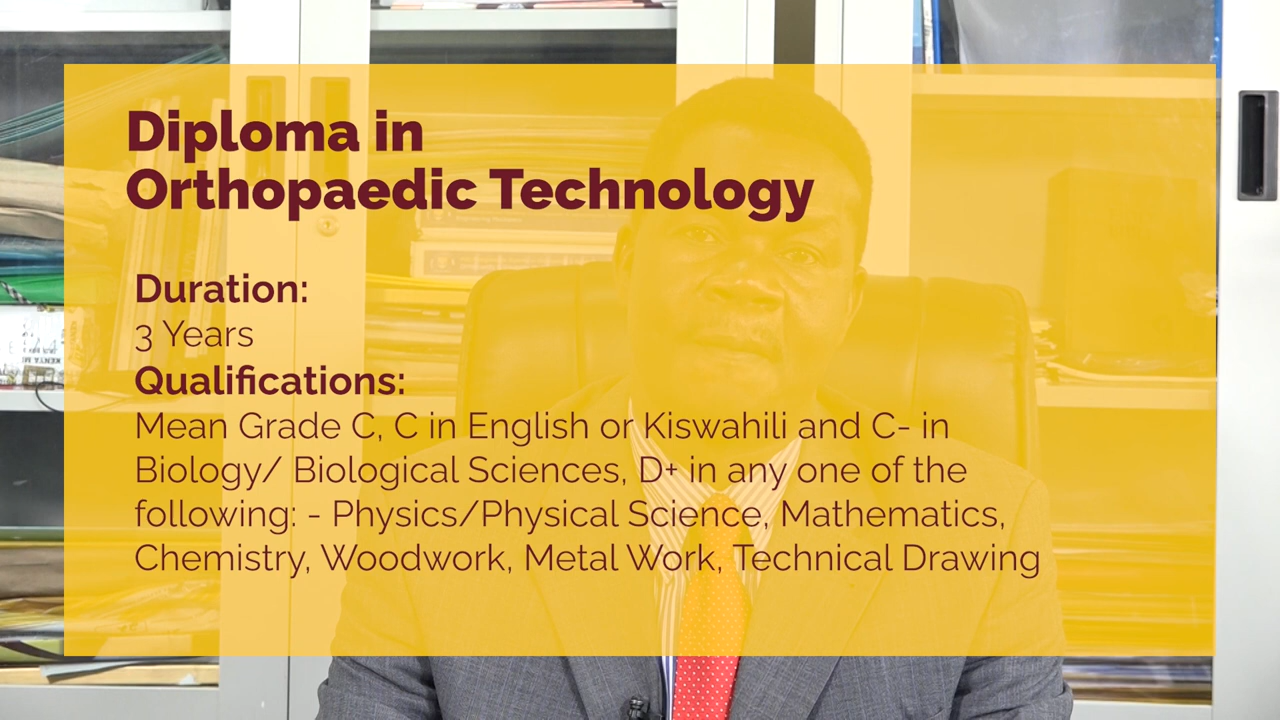 Diploma in
Orthopaedic Technology
Duration:
3 Years
Qualifications:
Mean Grade C, C in English or Kiswahili and C- in
Biology/ Biological Sciences, D+ in any one of the
following: - Physics/Physical Science, Mathematics,
Chemistry, Woodwork, Metal Work, Technical Drawing